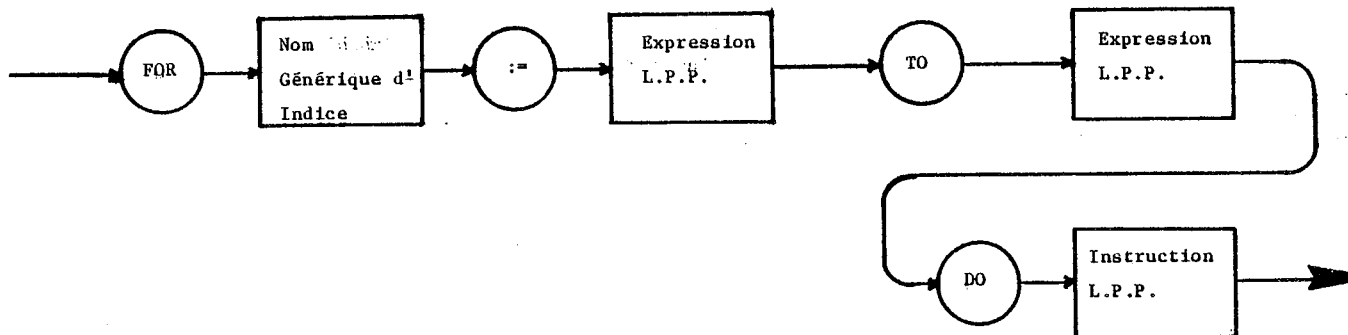 FOR
Nom
Générique d'
Indice
:=
Expression
L.P.P.
TO
Expression
L.P.P.
DO
Instruction
L.P.P.